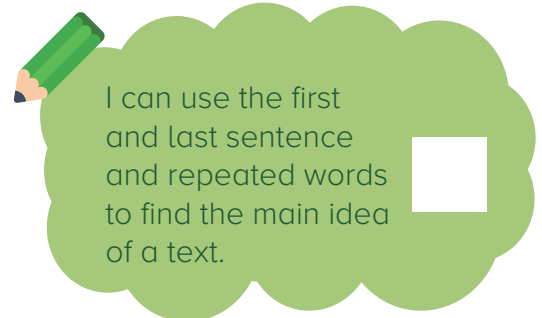 I can use the first
and last sentence
and repeated words
to find the main idea
of a text.